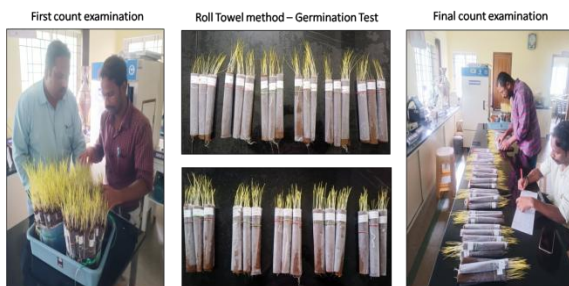 First count examination
Roll Towel method – Germination Test
Final count examination